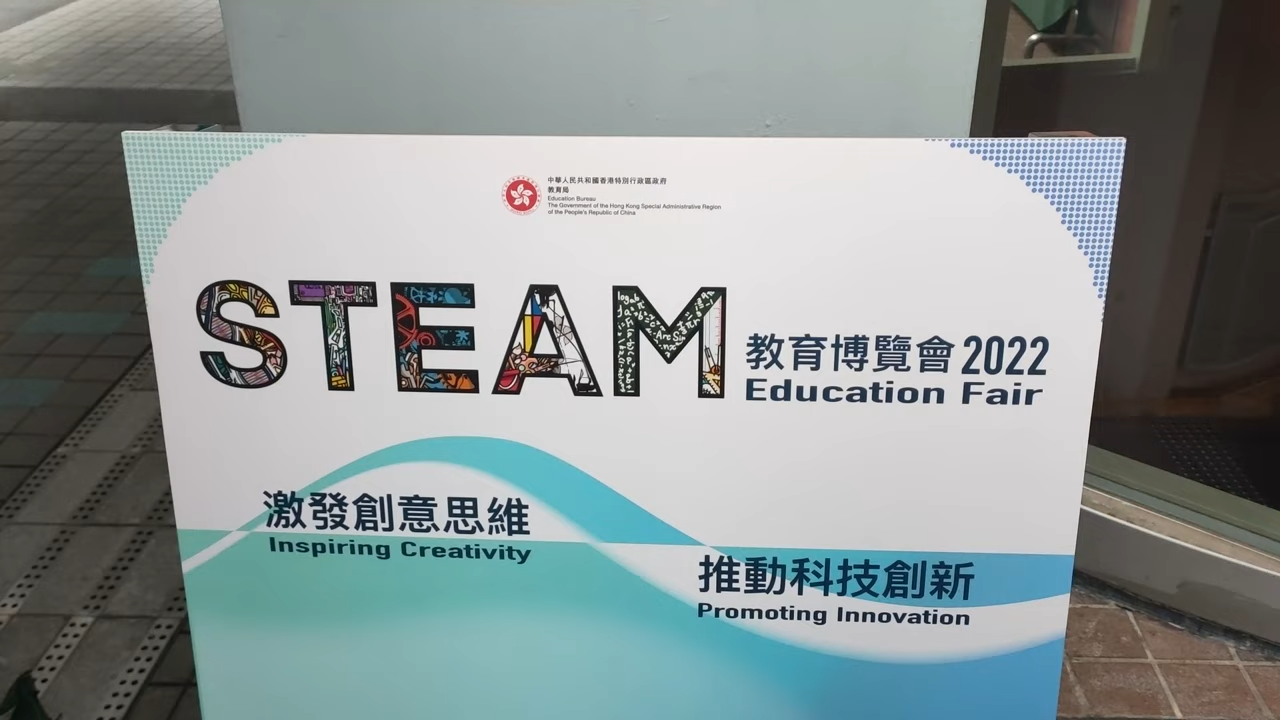 中華人民共和國香港特別行政區政府
教育局
Education Bureau
The Government of the Hong Kong Special Administrative Region
of the People's Republic of China
STEAM 教育博覽會2022
Education Fair
激發創意思維
Inspiring Creativity
推動科技創新
Promoting Innovation